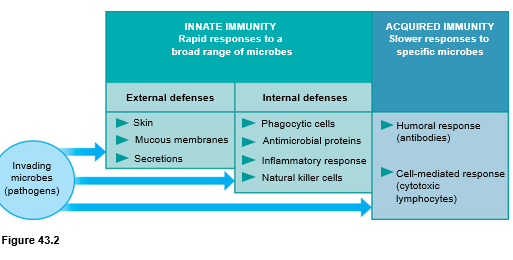 INNATE IMMUNITY
Rapid responses to a
broad range of microbes
ACQUIRED IMMUNITY
Slower responses to
specific microbes
External defenses
Internal defenses
Skin
Mucous membranes
Secretions
Phagocytic cells
Antimicrobial proteins
Inflammatory response
Natural killer cells
Humoral response
(antibodies)
Cell-mediated response
(cytotoxic
lymphocytes)
Invading
microbes
(pathogens)
Figure 43.2